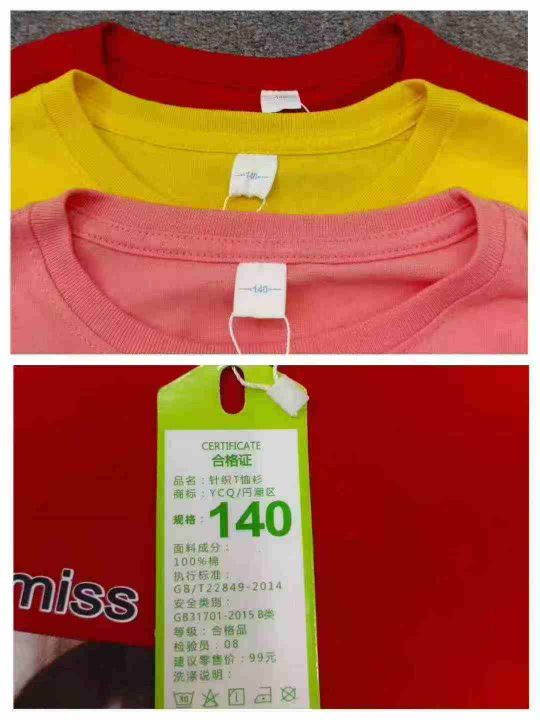 140
140
CERTIFICATE
合格证
品名：针织T恤衫
商标：YCQ/円潮区
规格：140
面料成分：
100%棉
执行标准：
GB/T22849-2014
安全类别：
GB31701-2015 B类
等级：合格品
检验员：08
建议零售价：99元
洗涤说明：
miss